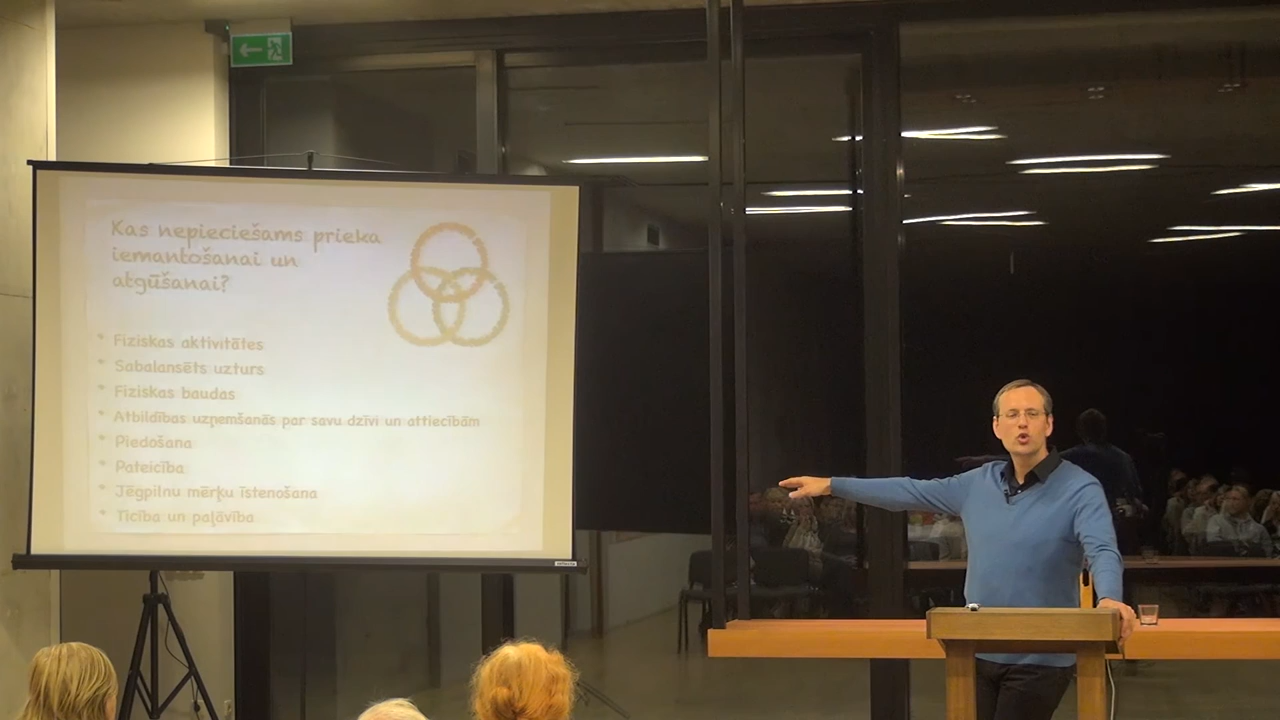 Kas nepieciešams prieka
iemantošanai un
atgūšanai?
* Fiziskas aktivitātes
* Sabalansēts uzturs
* Fiziskas baudas
* Atbildības uzņemšanās par savu dzīvi un attiecībām
* Piedošana
* Pateicība
* Jēgpilnu mērķu īstenošana
* Ticība un paļāvība